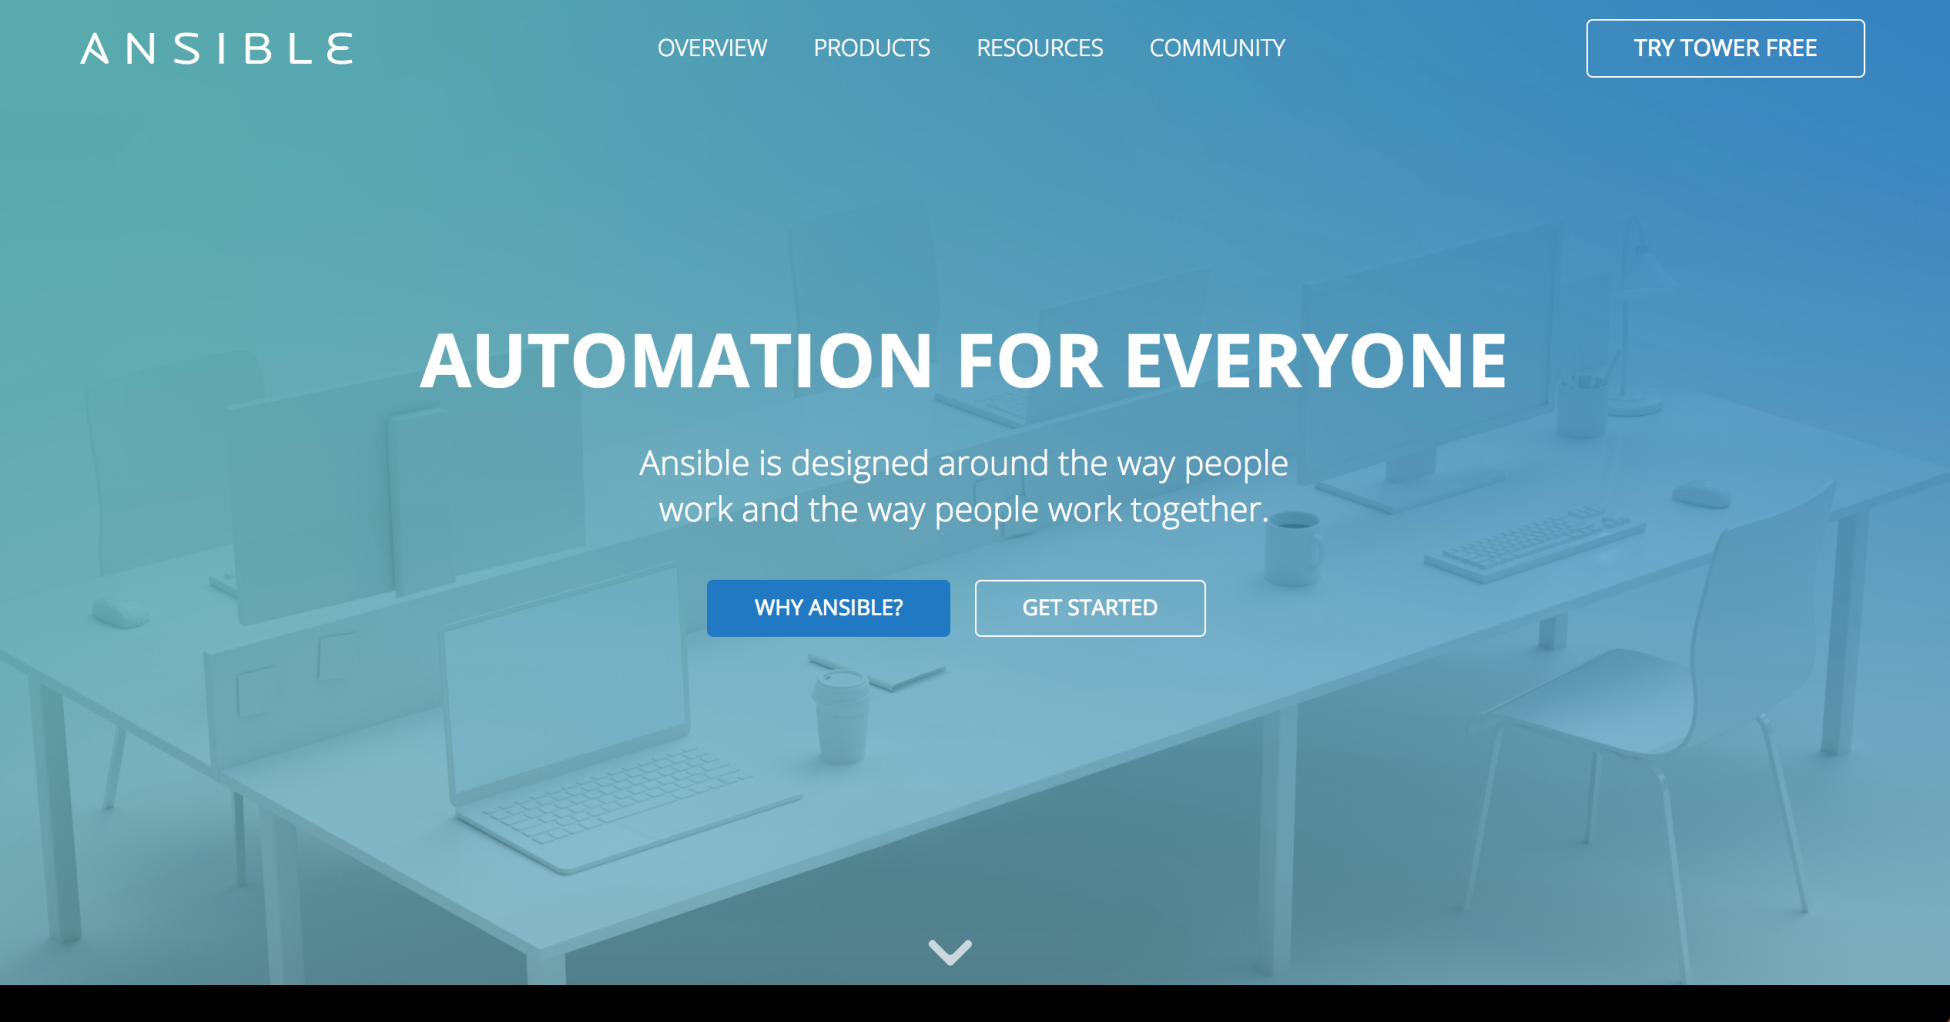 ANSIBLE
OVERVIEW PRODUCTS RESOURCES COMMUNITY
TRY TOWER FREE
AUTOMATION FOR EVERYONE
Ansible is designed around the way people
work and the way people work together.
WHY ANSIBLE? GET STARTED